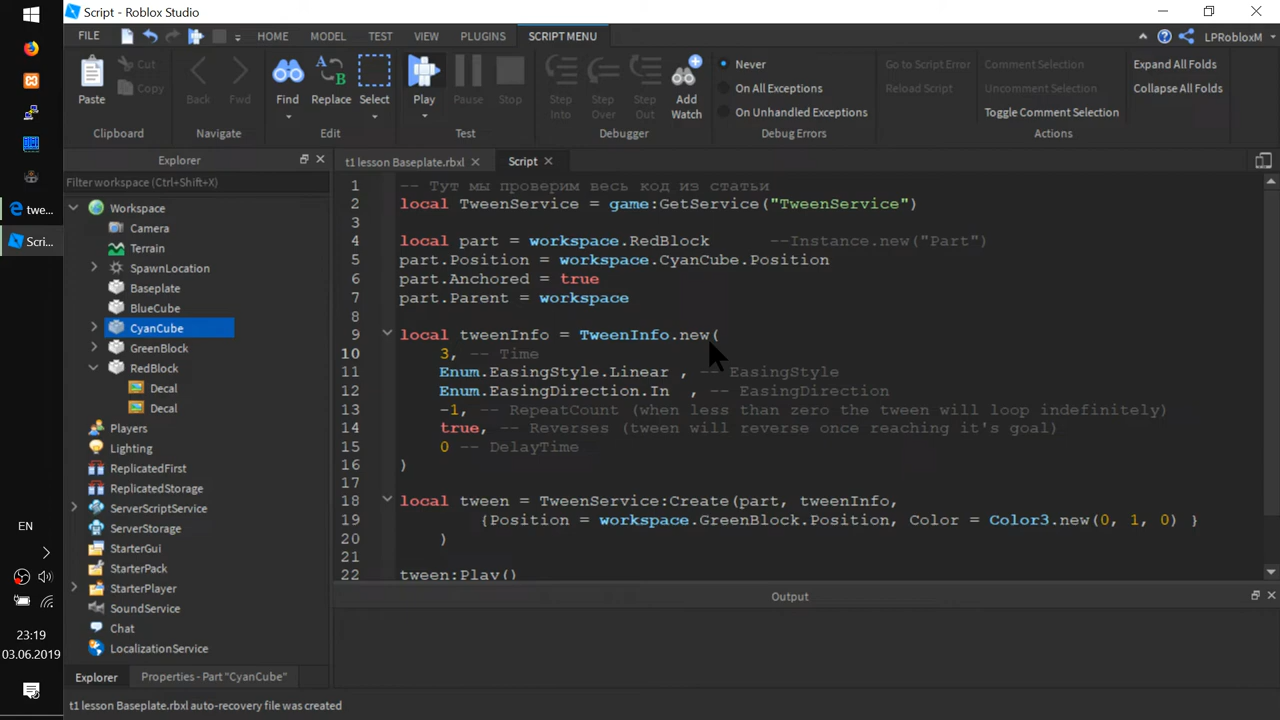 Script - Roblox Studio
FILE HOME MODEL TEST VIEW PLUGINS SCRIPT MENU LPRobloxM
Paste
Cut
Copy
Clipboard
Back
Fwd
Navigate
Find
Replace
Select
Edit
Play
Pause
Stop
Test
Step Into
Step Over
Step Out
Add Watch
Debugger
Never
On All Exceptions
On Unhandled Exceptions
Debug Errors
Go to Script Error
Reload Script
Comment Selection
Uncomment Selection
Toggle Comment Selection
Expand All Folds
Collapse All Folds
Actions
Explorer
Filter workspace (Ctrl+Shift+X)
Workspace
Camera
Terrain
SpawnLocation
Baseplate
BlueCube
CyanCube
GreenBlock
RedBlock
Decal
Decal
Players
Lighting
ReplicatedFirst
ReplicatedStorage
ServerScriptService
ServerStorage
StarterGui
StarterPack
StarterPlayer
SoundService
Chat
LocalizationService
Explorer
Properties - Part "CyanCube"
t1 lesson Baseplate.rbxl
Script
1 -- Тут мы проверим весь код из статьи
2 local TweenService = game:GetService("TweenService")
3
4 local part = workspace.RedBlock --Instance.new("Part")
5 part.Position = workspace.CyanCube.Position
6 part.Anchored = true
7 part.Parent = workspace
8
9 local tweenInfo = TweenInfo.new(
10 3, -- Time
11 Enum.EasingStyle.Linear , -- EasingStyle
12 Enum.EasingDirection.In , -- EasingDirection
13 -1, -- RepeatCount (when less than zero the tween will loop indefinitely)
14 true, -- Reverses (tween will reverse once reaching it's goal)
15 0 -- DelayTime
16 )
17
18 local tween = TweenService:Create(part, tweenInfo,
19 {Position = workspace.GreenBlock.Position, Color = Color3.new(0, 1, 0) }
20 )
21
22 tween:Play()
Output
t1 lesson Baseplate.rbxl auto-recovery file was created
twe...
Scri...
EN
23:19
03.06.2019